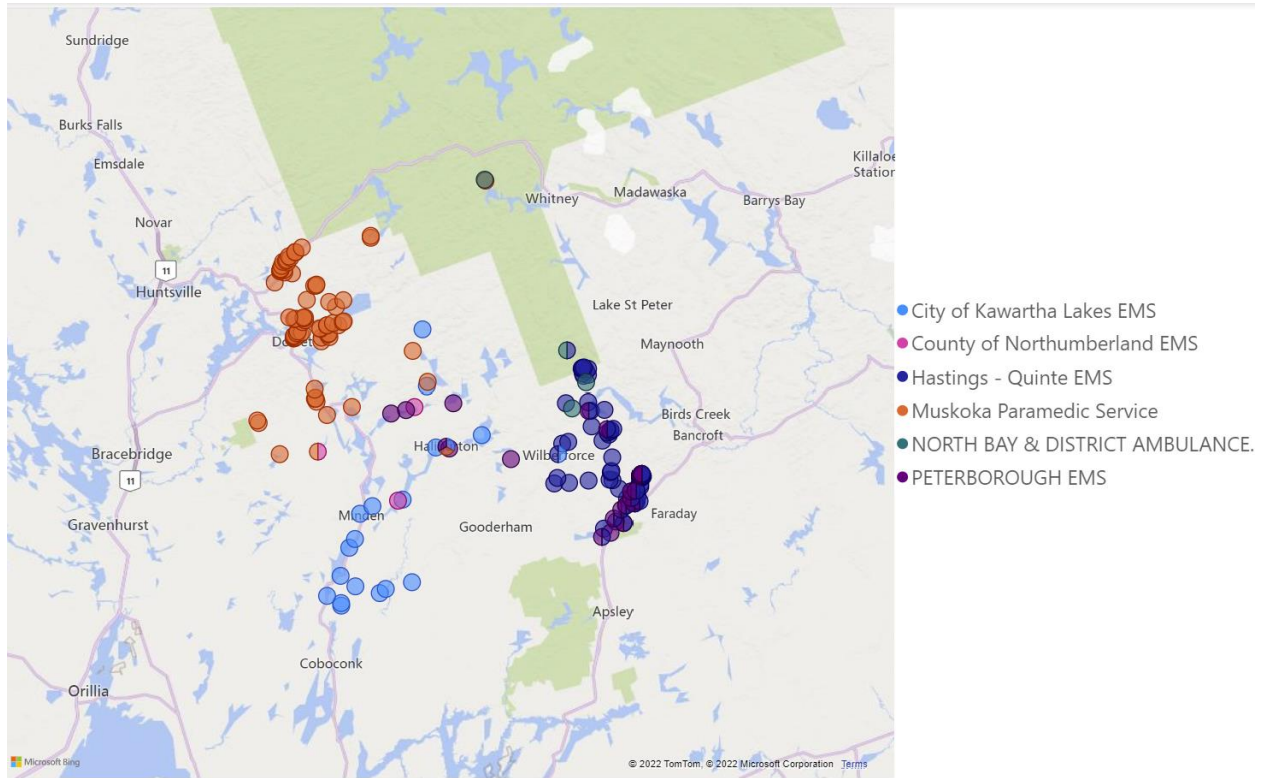 Sundridge
Burks Falls
Emsdale
Killaloe
Station
Whitney
Madawaska
Barrys Bay
Novar
11
Huntsville
Lake St Peter
City of Kawartha Lakes EMS
County of Northumberland EMS
Hastings - Quinte EMS
Muskoka Paramedic Service
NORTH BAY & DISTRICT AMBULANCE.
PETERBOROUGH EMS
Maynooth
Birds Creek
Bancroft
Bracebridge
11
Gravenhurst
Minden
Gooderham
Faraday
Apsley
Coboconk
Orillia
Microsoft Bing
© 2022 TomTom, © 2022 Microsoft Corporation Terms